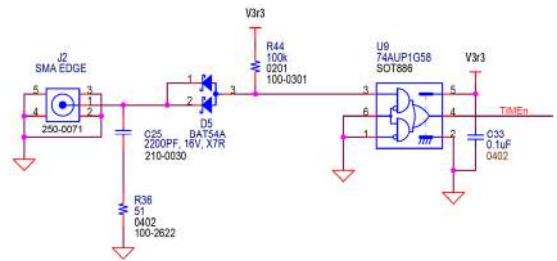 V3r3
R44
100k
0201
100-0301
J2
SMA EDGE
5
4
3
1
2
250-0071
1
2
3
D5
BAT54A
C25
2200PF, 16V, X7R
210-0030
R36
51
0402
100-2622
U9
74AUP1G58
SOT886
3
6
1
5
4
2
V3r3
TIMEn
C33
0.1uF
0402